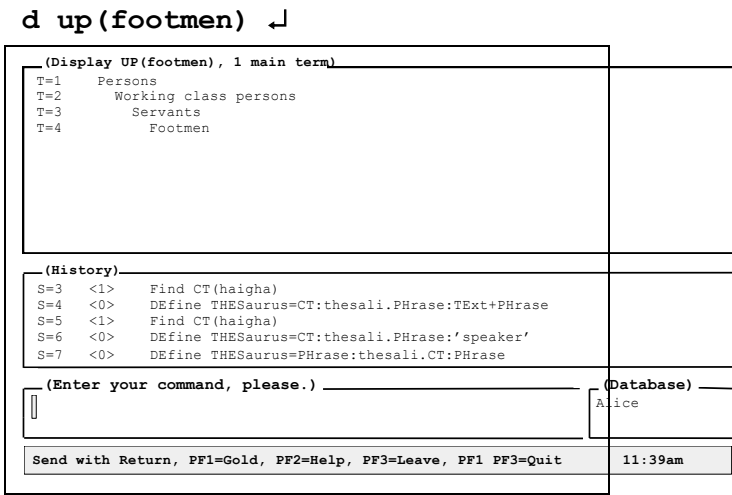 d up(footmen) ↵
(Display UP(footmen), 1 main term)
T=1 Persons
T=2 Working class persons
T=3 Servants
T=4 Footmen
(History)
S=3 <1> Find CT(haigha)
S=4 <0> DEfine THESaurus=CT:thesali.PHrase:TExt+PHrase
S=5 <1> Find CT(haigha)
S=6 <0> DEfine THESaurus=CT:thesali.PHrase:’speaker’
S=7 <0> DEfine THESaurus=PHrase:thesali.CT:PHrase
(Enter your command, please.) (Database)
Alice
Send with Return, PF1=Gold, PF2=Help, PF3=Leave, PF1 PF3=Quit 11:39am